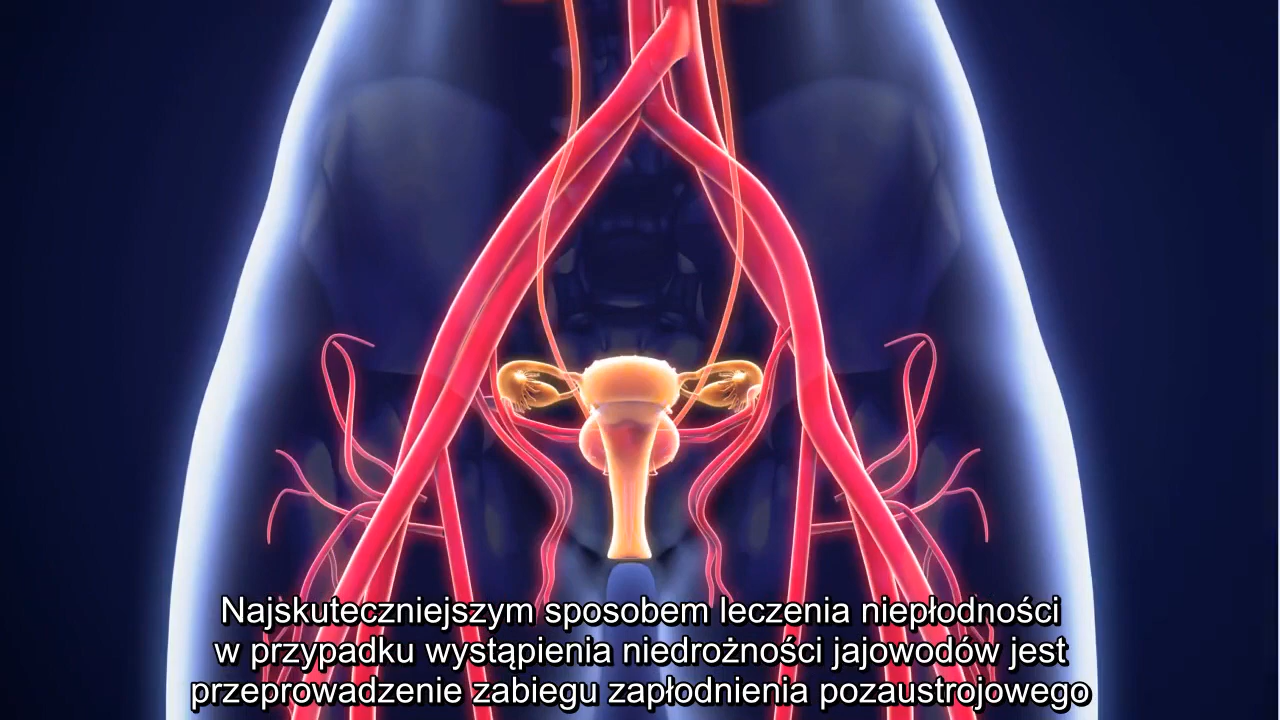 Najskuteczniejszym sposobem leczenia niepłodności
w przypadku wystąpienia niedrożności jajowodów jest
przeprowadzenie zabiegu zapłodnienia pozaustrojowego